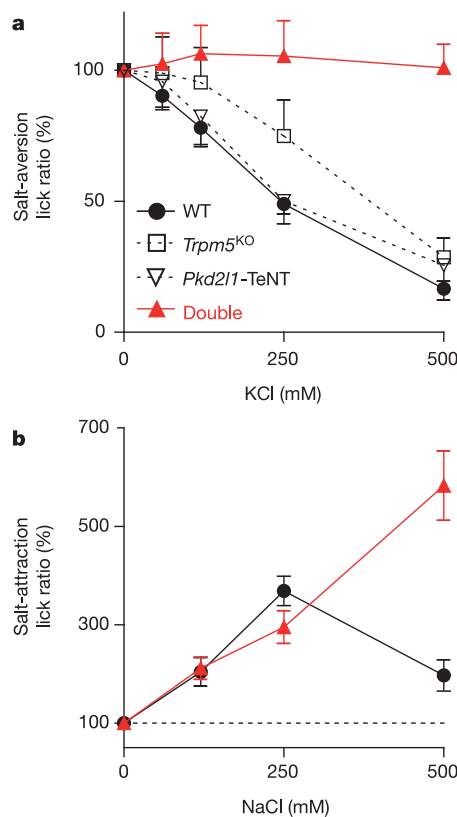 a
Salt-aversion
lick ratio (%)
100
50
0
WT
Trpm5KO
Pkd2l1-TeNT
Double
0
250
500
KCl (mM)
b
Salt-attraction
lick ratio (%)
700
500
300
100
0
250
500
NaCl (mM)